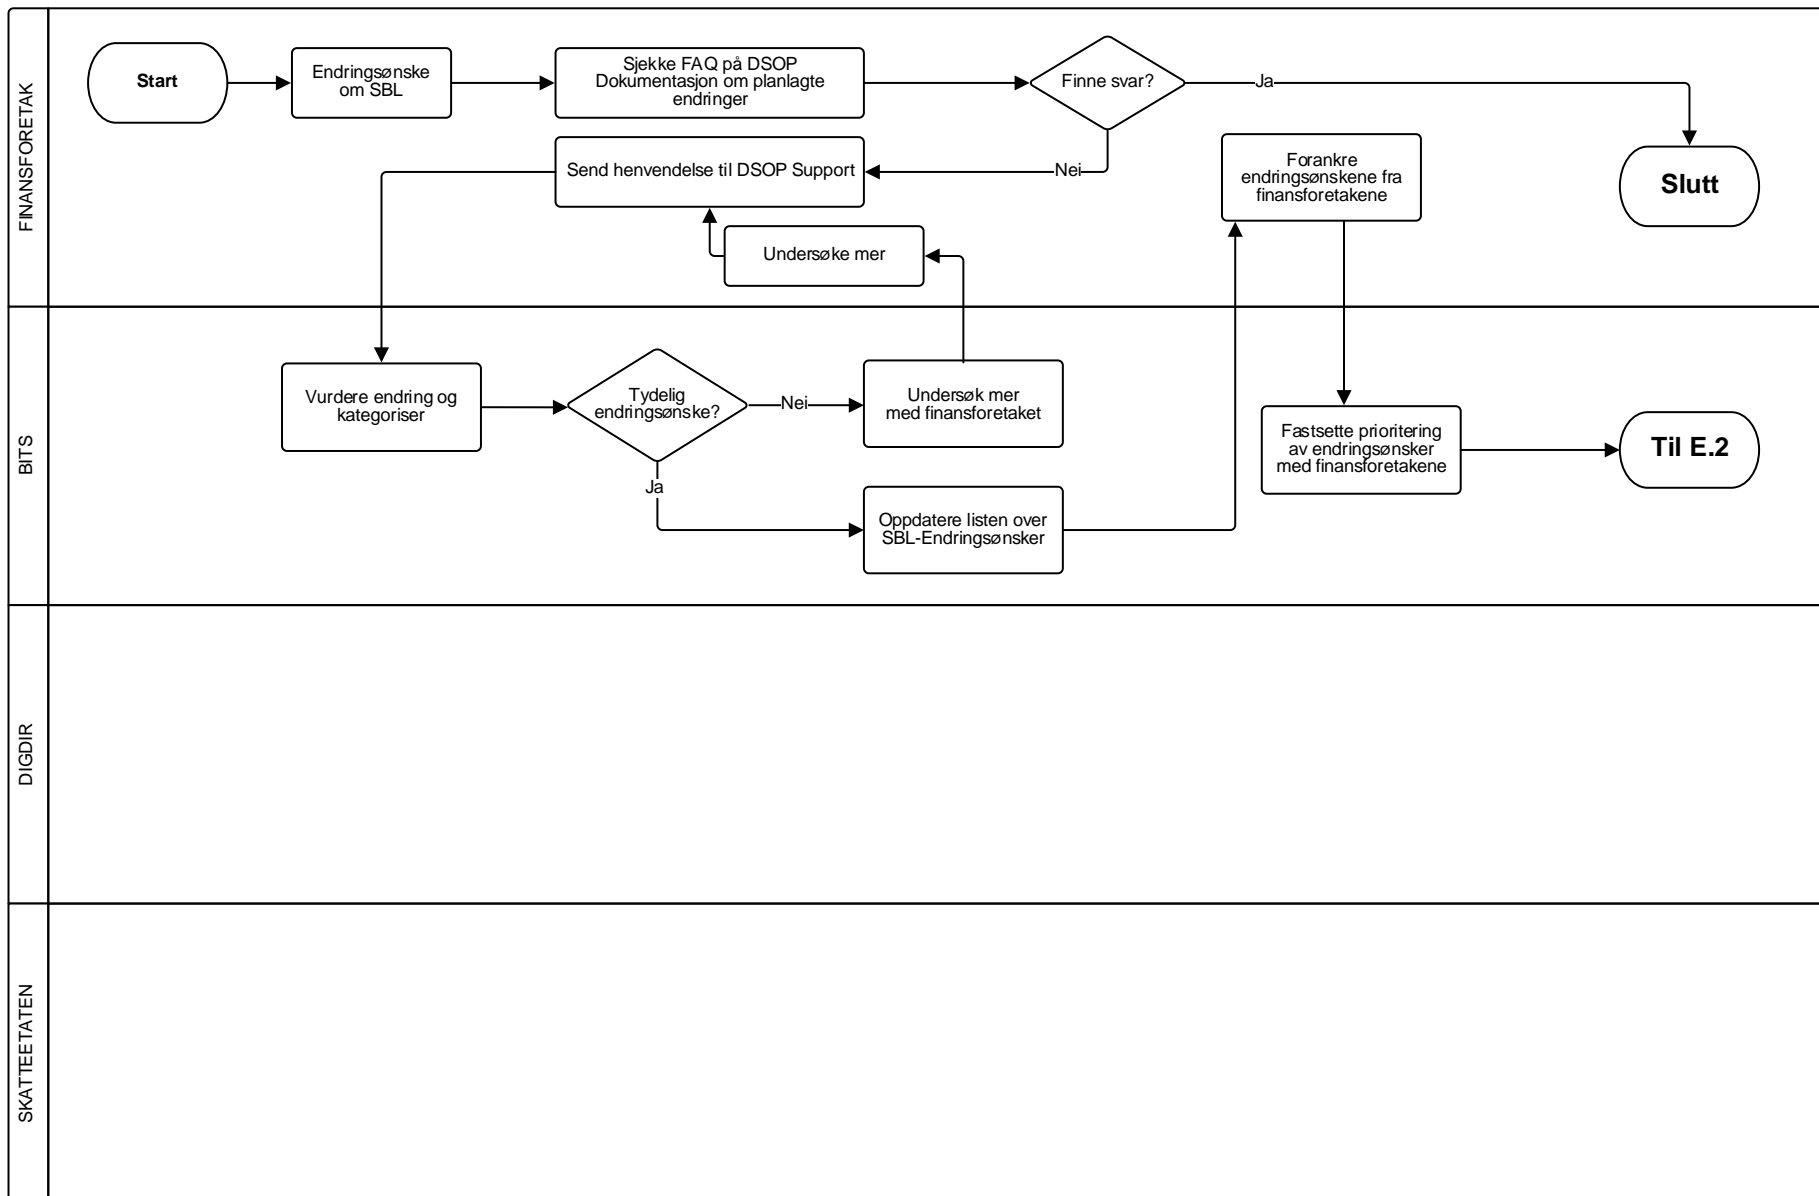 FINANSFORETAK
Start
Endringsønske
om SBL
Sjekke FAQ på DSOP
Dokumentasjon om planlagte
endringer
Finne svar?
Ja
Nei
Send henvendelse til DSOP Support
Undersøke mer
Forankre
endringsønskene fra
finansforetakene
Slutt
BITS
Vurdere endring og
kategoriser
Tydelig
endringsønske?
Nei
Ja
Undersøk mer
med finansforetaket
Oppdatere listen over
SBL-Endringsønsker
Fastsette prioritering
av endringsønsker
med finansforetakene
Til E.2
DIGDIR
SKATTEETATEN